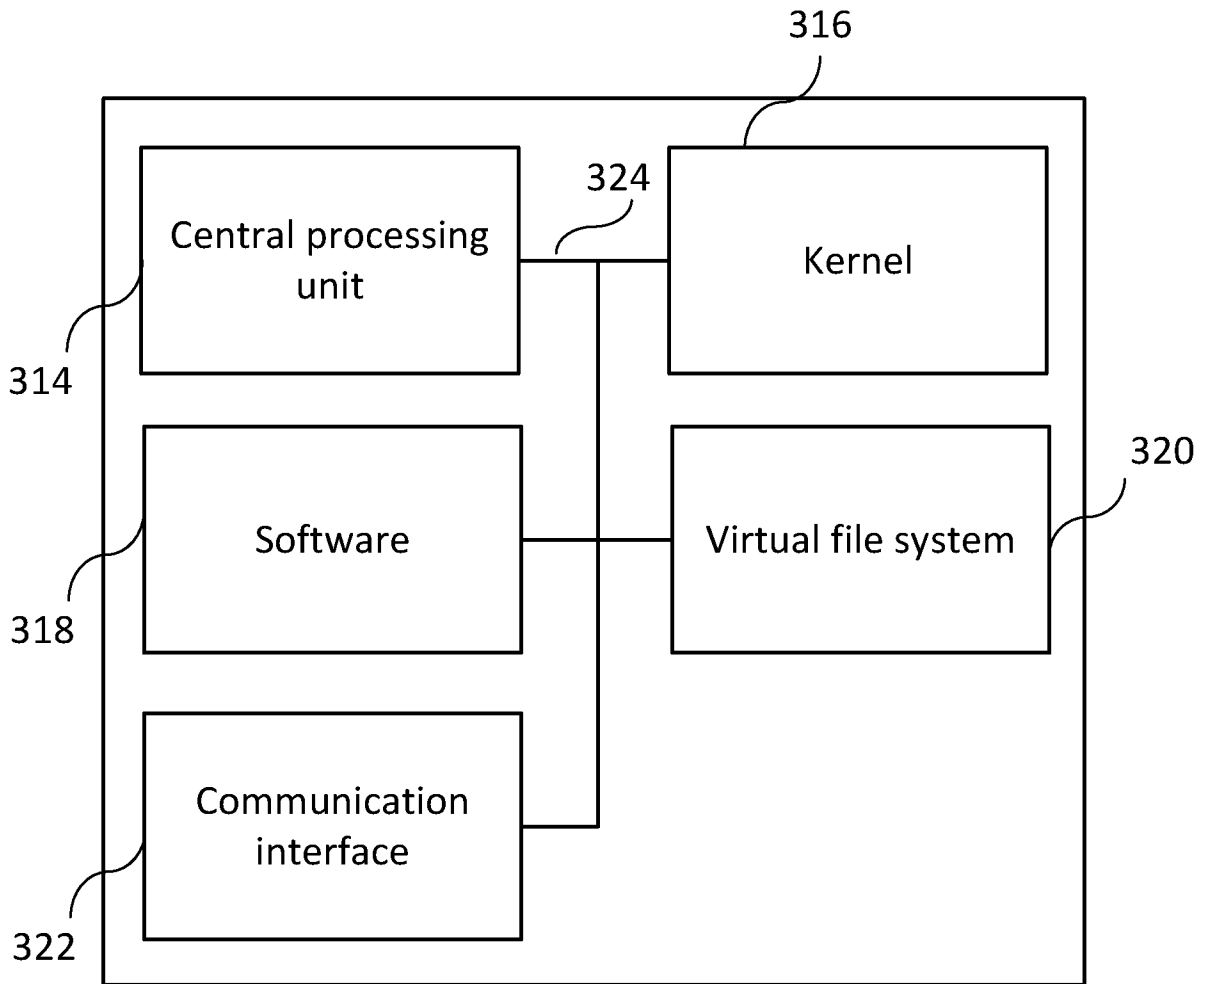 316
324
Central processing
unit
Kernel
314
320
Software
Virtual file system
318
Communication
interface
322